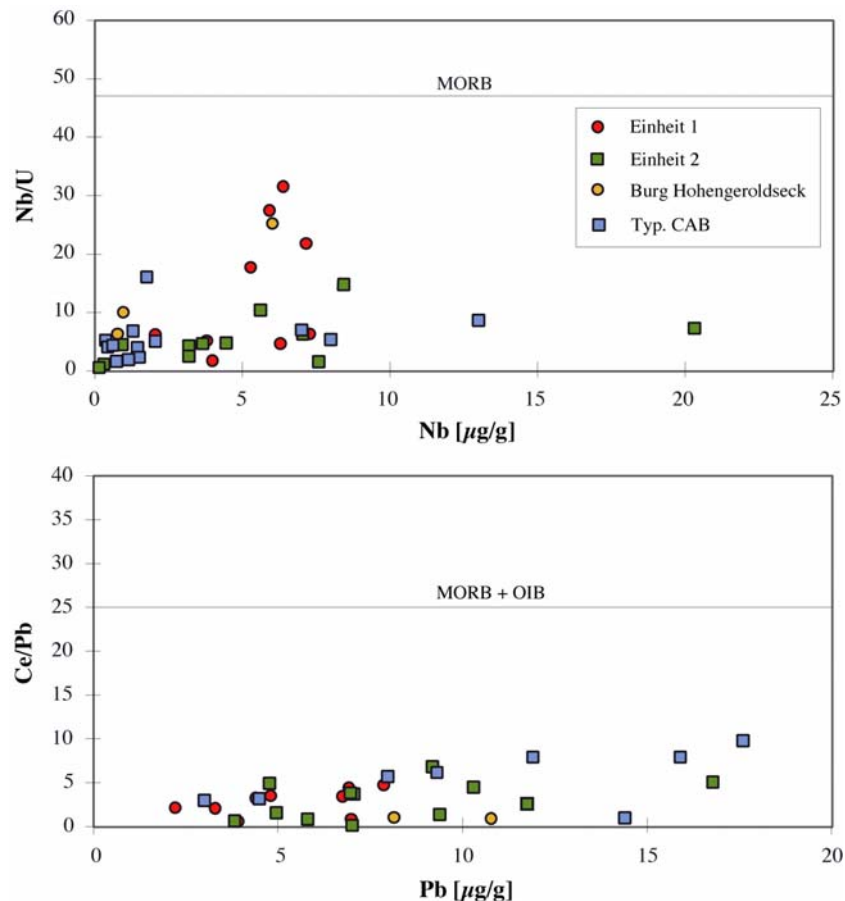 60
50
40
30
20
10
0
Nb/U
MORB
Einheit 1
Einheit 2
Burg Hohengeroldseck
Typ. CAB
0 5 10 15 20 25
Nb [µg/g]
40
35
30
25
20
15
10
5
0
Ce/Pb
MORB + OIB
0 5 10 15 20
Pb [µg/g]